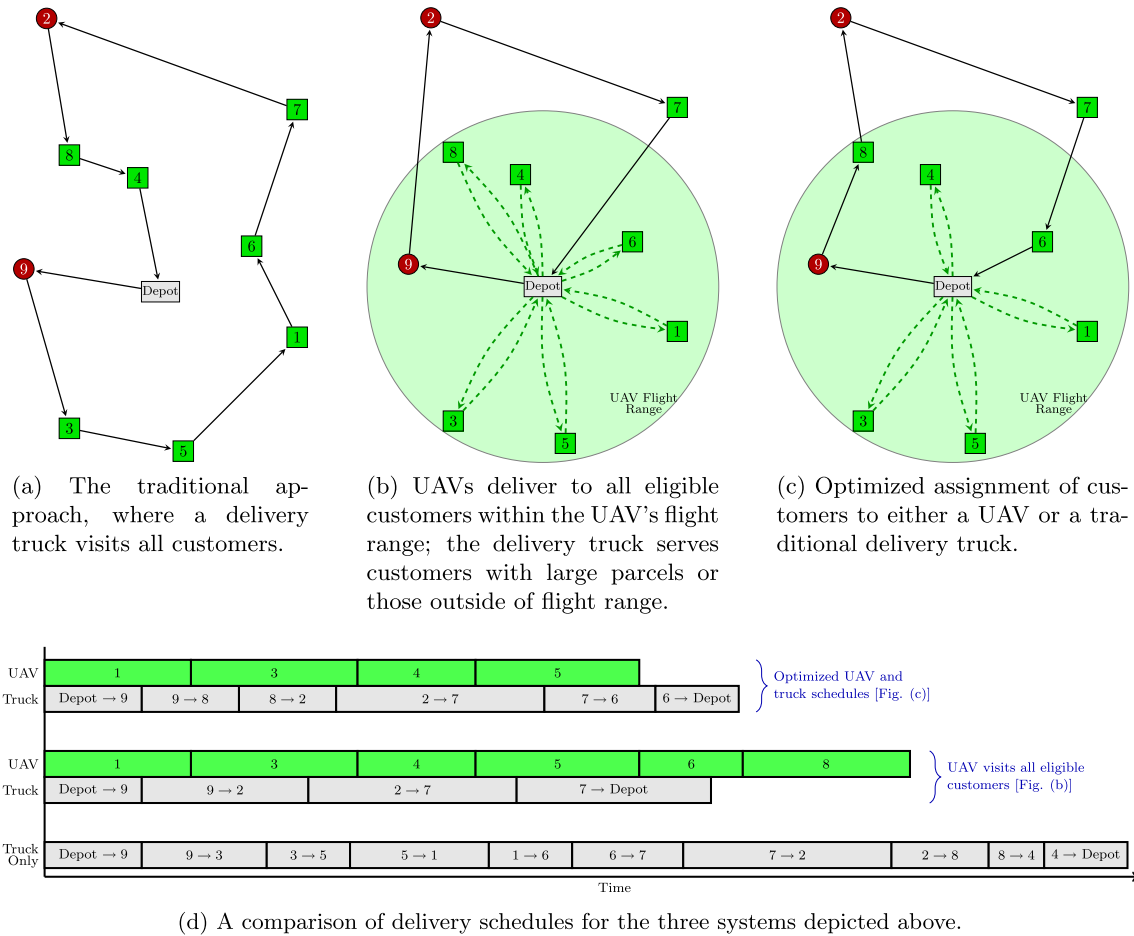 2
7
8
4
6
9
Depot
1
3
5
(a) The traditional ap-
proach, where a delivery
truck visits all customers.
2
7
8
4
6
9
Depot
1
UAV Flight
Range
3
5
(b) UAVs deliver to all eligible
customers within the UAV's flight
range; the delivery truck serves
customers with large parcels or
those outside of flight range.
2
7
8
4
6
9
Depot
1
UAV Flight
Range
3
5
(c) Optimized assignment of cus-
tomers to either a UAV or a tra-
ditional delivery truck.
UAV 1 3 4 5
Truck Depot → 9 9 → 8 8 → 2 2 → 7 7 → 6 6 → Depot
Optimized UAV and
truck schedules [Fig. (c)]
UAV 1 3 4 5 6 8
Truck Depot → 9 9 → 2 2 → 7 7 → Depot
UAV visits all eligible
customers [Fig. (b)]
Truck
Only
Depot → 9 9 → 3 3 → 5 5 → 1 1 → 6 6 → 7 7 → 2 2 → 8 8 → 4 4 → Depot
Time
(d) A comparison of delivery schedules for the three systems depicted above.